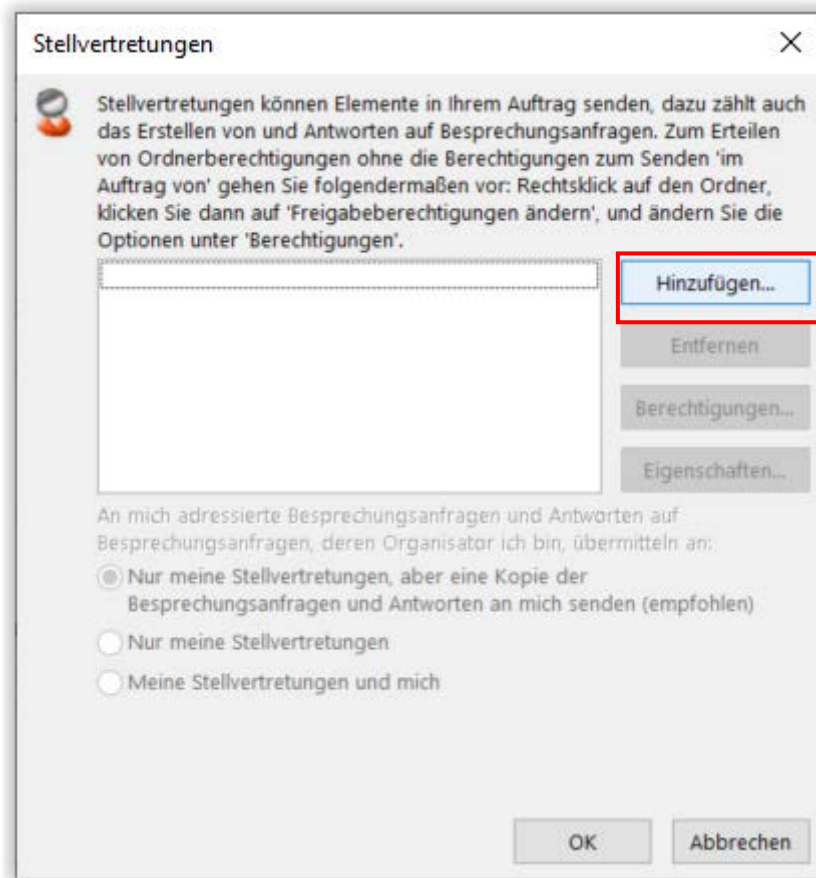 Stellvertretungen
Stellvertretungen können Elemente in Ihrem Auftrag senden, dazu zählt auch
das Erstellen von und Antworten auf Besprechungsanfragen. Zum Erteilen
von Ordnerberechtigungen ohne die Berechtigungen zum Senden 'im
Auftrag von' gehen Sie folgendermaßen vor: Rechtsklick auf den Ordner,
klicken Sie dann auf 'Freigabeberechtigungen ändern', und ändern Sie die
Optionen unter 'Berechtigungen'.
Hinzufügen...
Entfernen
Berechtigungen...
Eigenschaften...
An mich adressierte Besprechungsanfragen und Antworten auf
Besprechungsanfragen, deren Organisator ich bin, übermitteln an:
Nur meine Stellvertretungen, aber eine Kopie der
Besprechungsanfragen und Antworten an mich senden (empfohlen)
Nur meine Stellvertretungen
Meine Stellvertretungen und mich
OK
Abbrechen